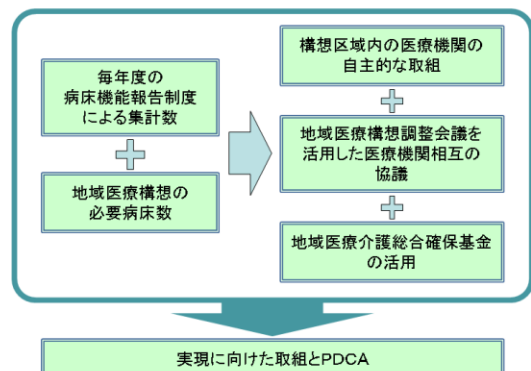 毎年度の
病床機能報告制度
による集計数
地域医療構想の
必要病床数
構想区域内の医療機関の
自主的な取組
地域医療構想調整会議を
活用した医療機関相互の
協議
地域医療介護総合確保基金
の活用
実現に向けた取組とPDCA